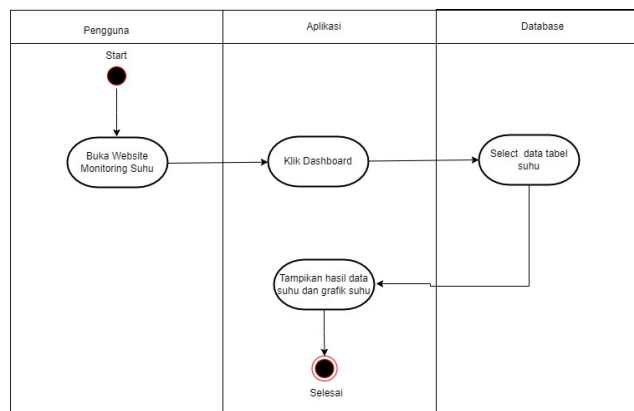 Pengguna
Aplikasi
Database
Start
Buka Website
Monitoring Suhu
Klik Dashboard
Select data tabel
suhu
Tampikan hasil data
suhu dan grafik suhu
Selesai